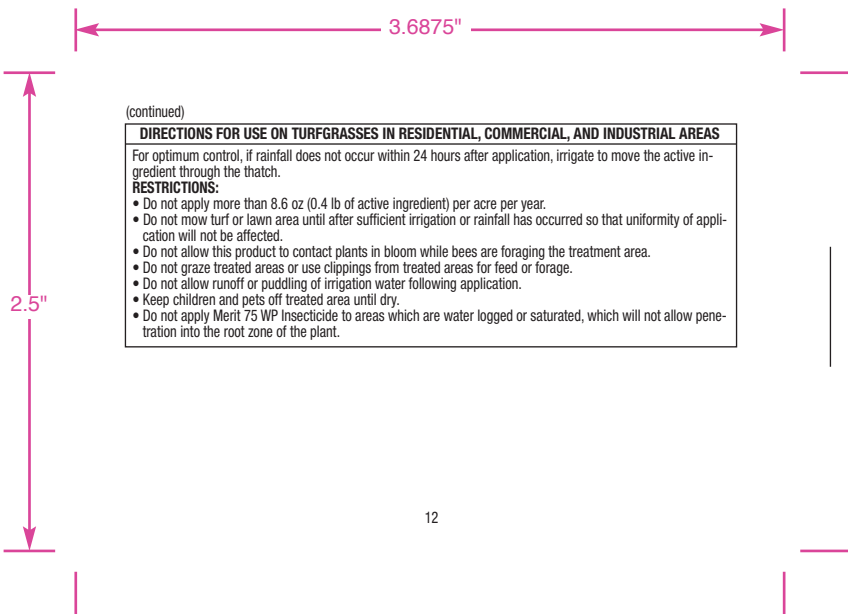 3.6875"
(continued)
DIRECTIONS FOR USE ON TURFGRASSES IN RESIDENTIAL, COMMERCIAL, AND INDUSTRIAL AREAS
For optimum control, if rainfall does not occur within 24 hours after application, irrigate to move the active in-
gredient through the thatch.
RESTRICTIONS:
• Do not apply more than 8.6 oz (0.4 lb of active ingredient) per acre per year.
• Do not mow turf or lawn area until after sufficient irrigation or rainfall has occurred so that uniformity of appli-
cation will not be affected.
• Do not allow this product to contact plants in bloom while bees are foraging the treatment area.
• Do not graze treated areas or use clippings from treated areas for feed or forage.
• Do not allow runoff or puddling of irrigation water following application.
• Keep children and pets off treated area until dry.
• Do not apply Merit 75 WP Insecticide to areas which are water logged or saturated, which will not allow pene-
tration into the root zone of the plant.
2.5"
12